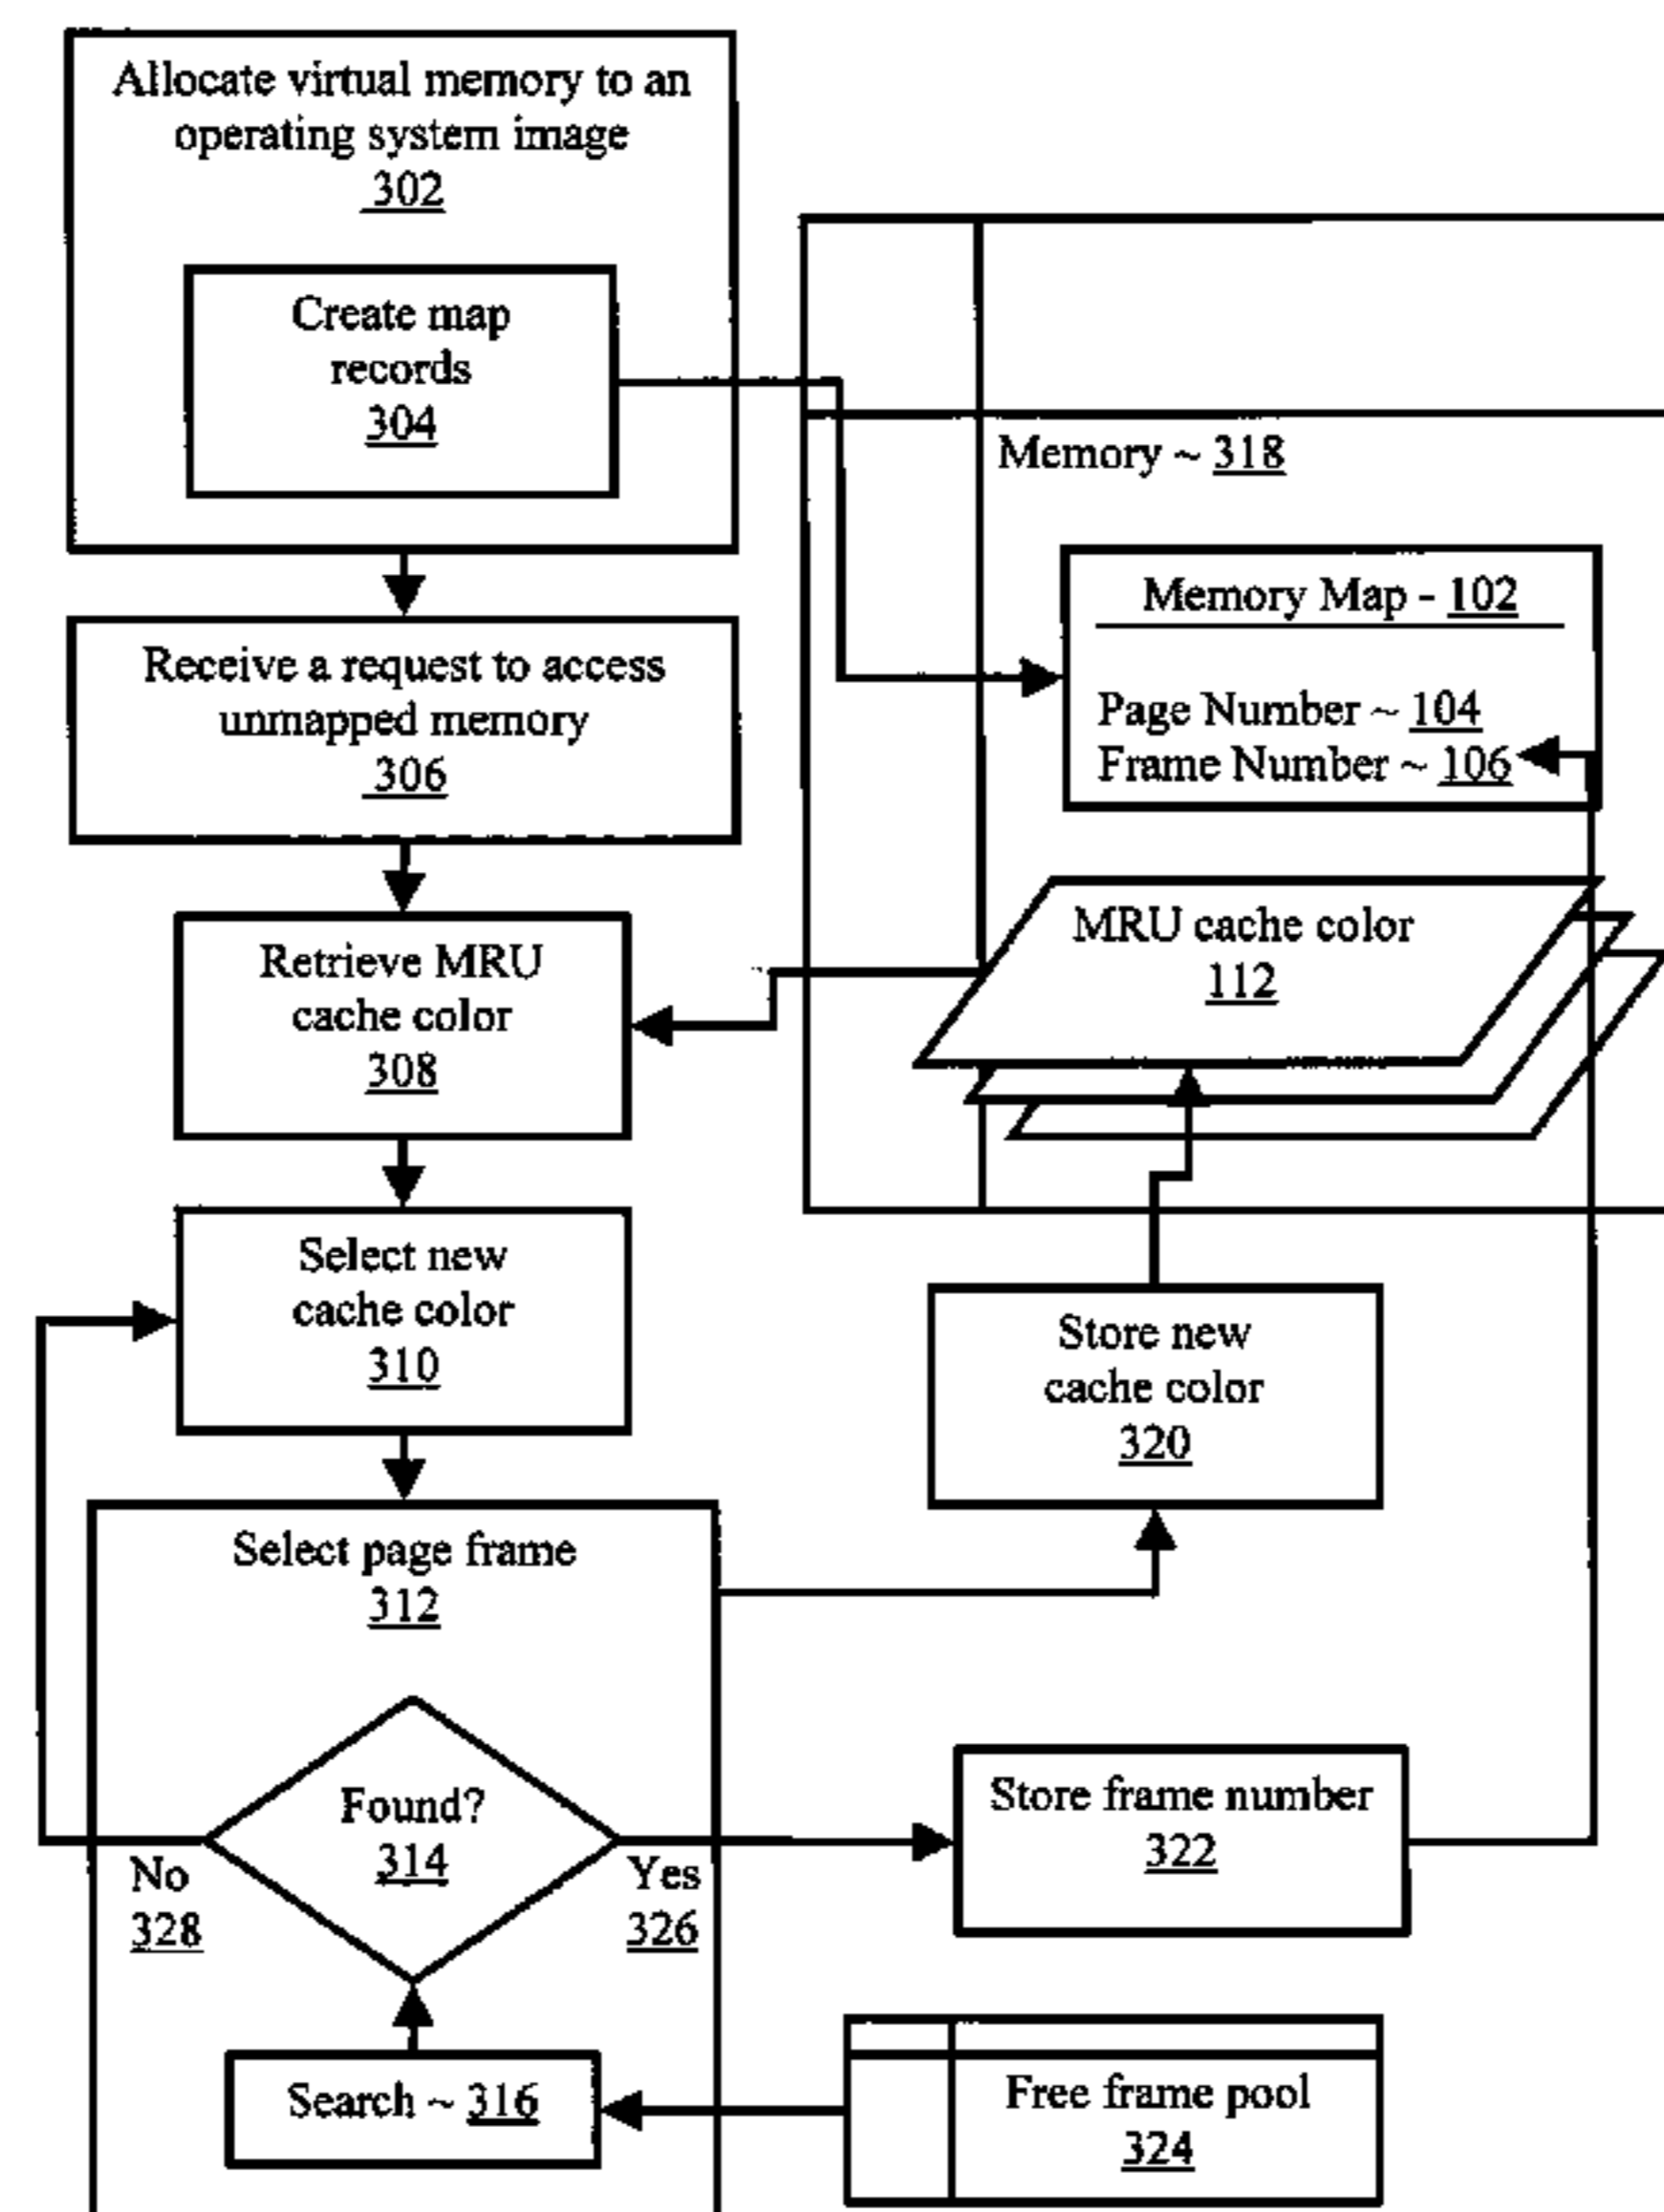 Allocate virtual memory to an
operating system image
302
Create map
records
304
Memory ~ 318
Memory Map - 102
Page Number ~ 104
Frame Number ~ 106
Receive a request to access
unmapped memory
306
MRU cache color
112
Retrieve MRU
cache color
308
Select new
cache color
310
Store new
cache color
320
Select page frame
312
Found?
314
No
328
Yes
326
Store frame number
322
Search ~ 316
Free frame pool
324